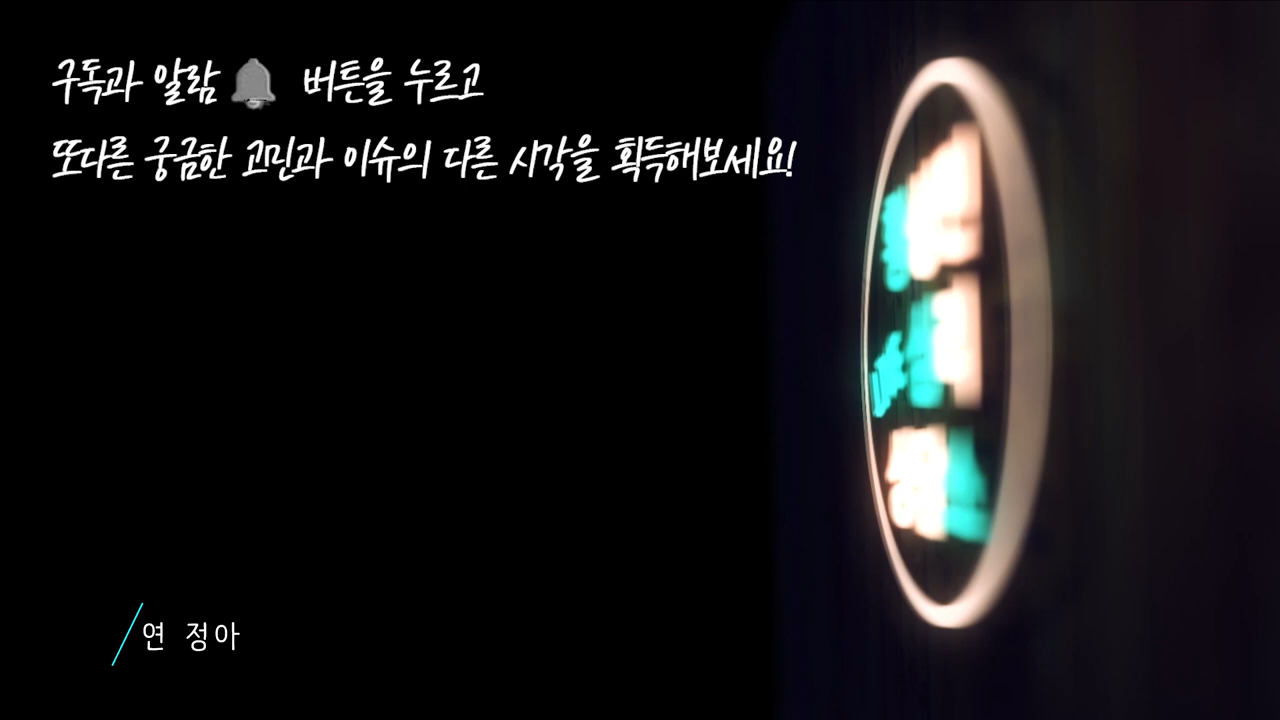 구독과 알람 버튼을 누르고
또다른 궁금한 고민과 이슈의 다른 시각을 획득해보세요!
연 정아